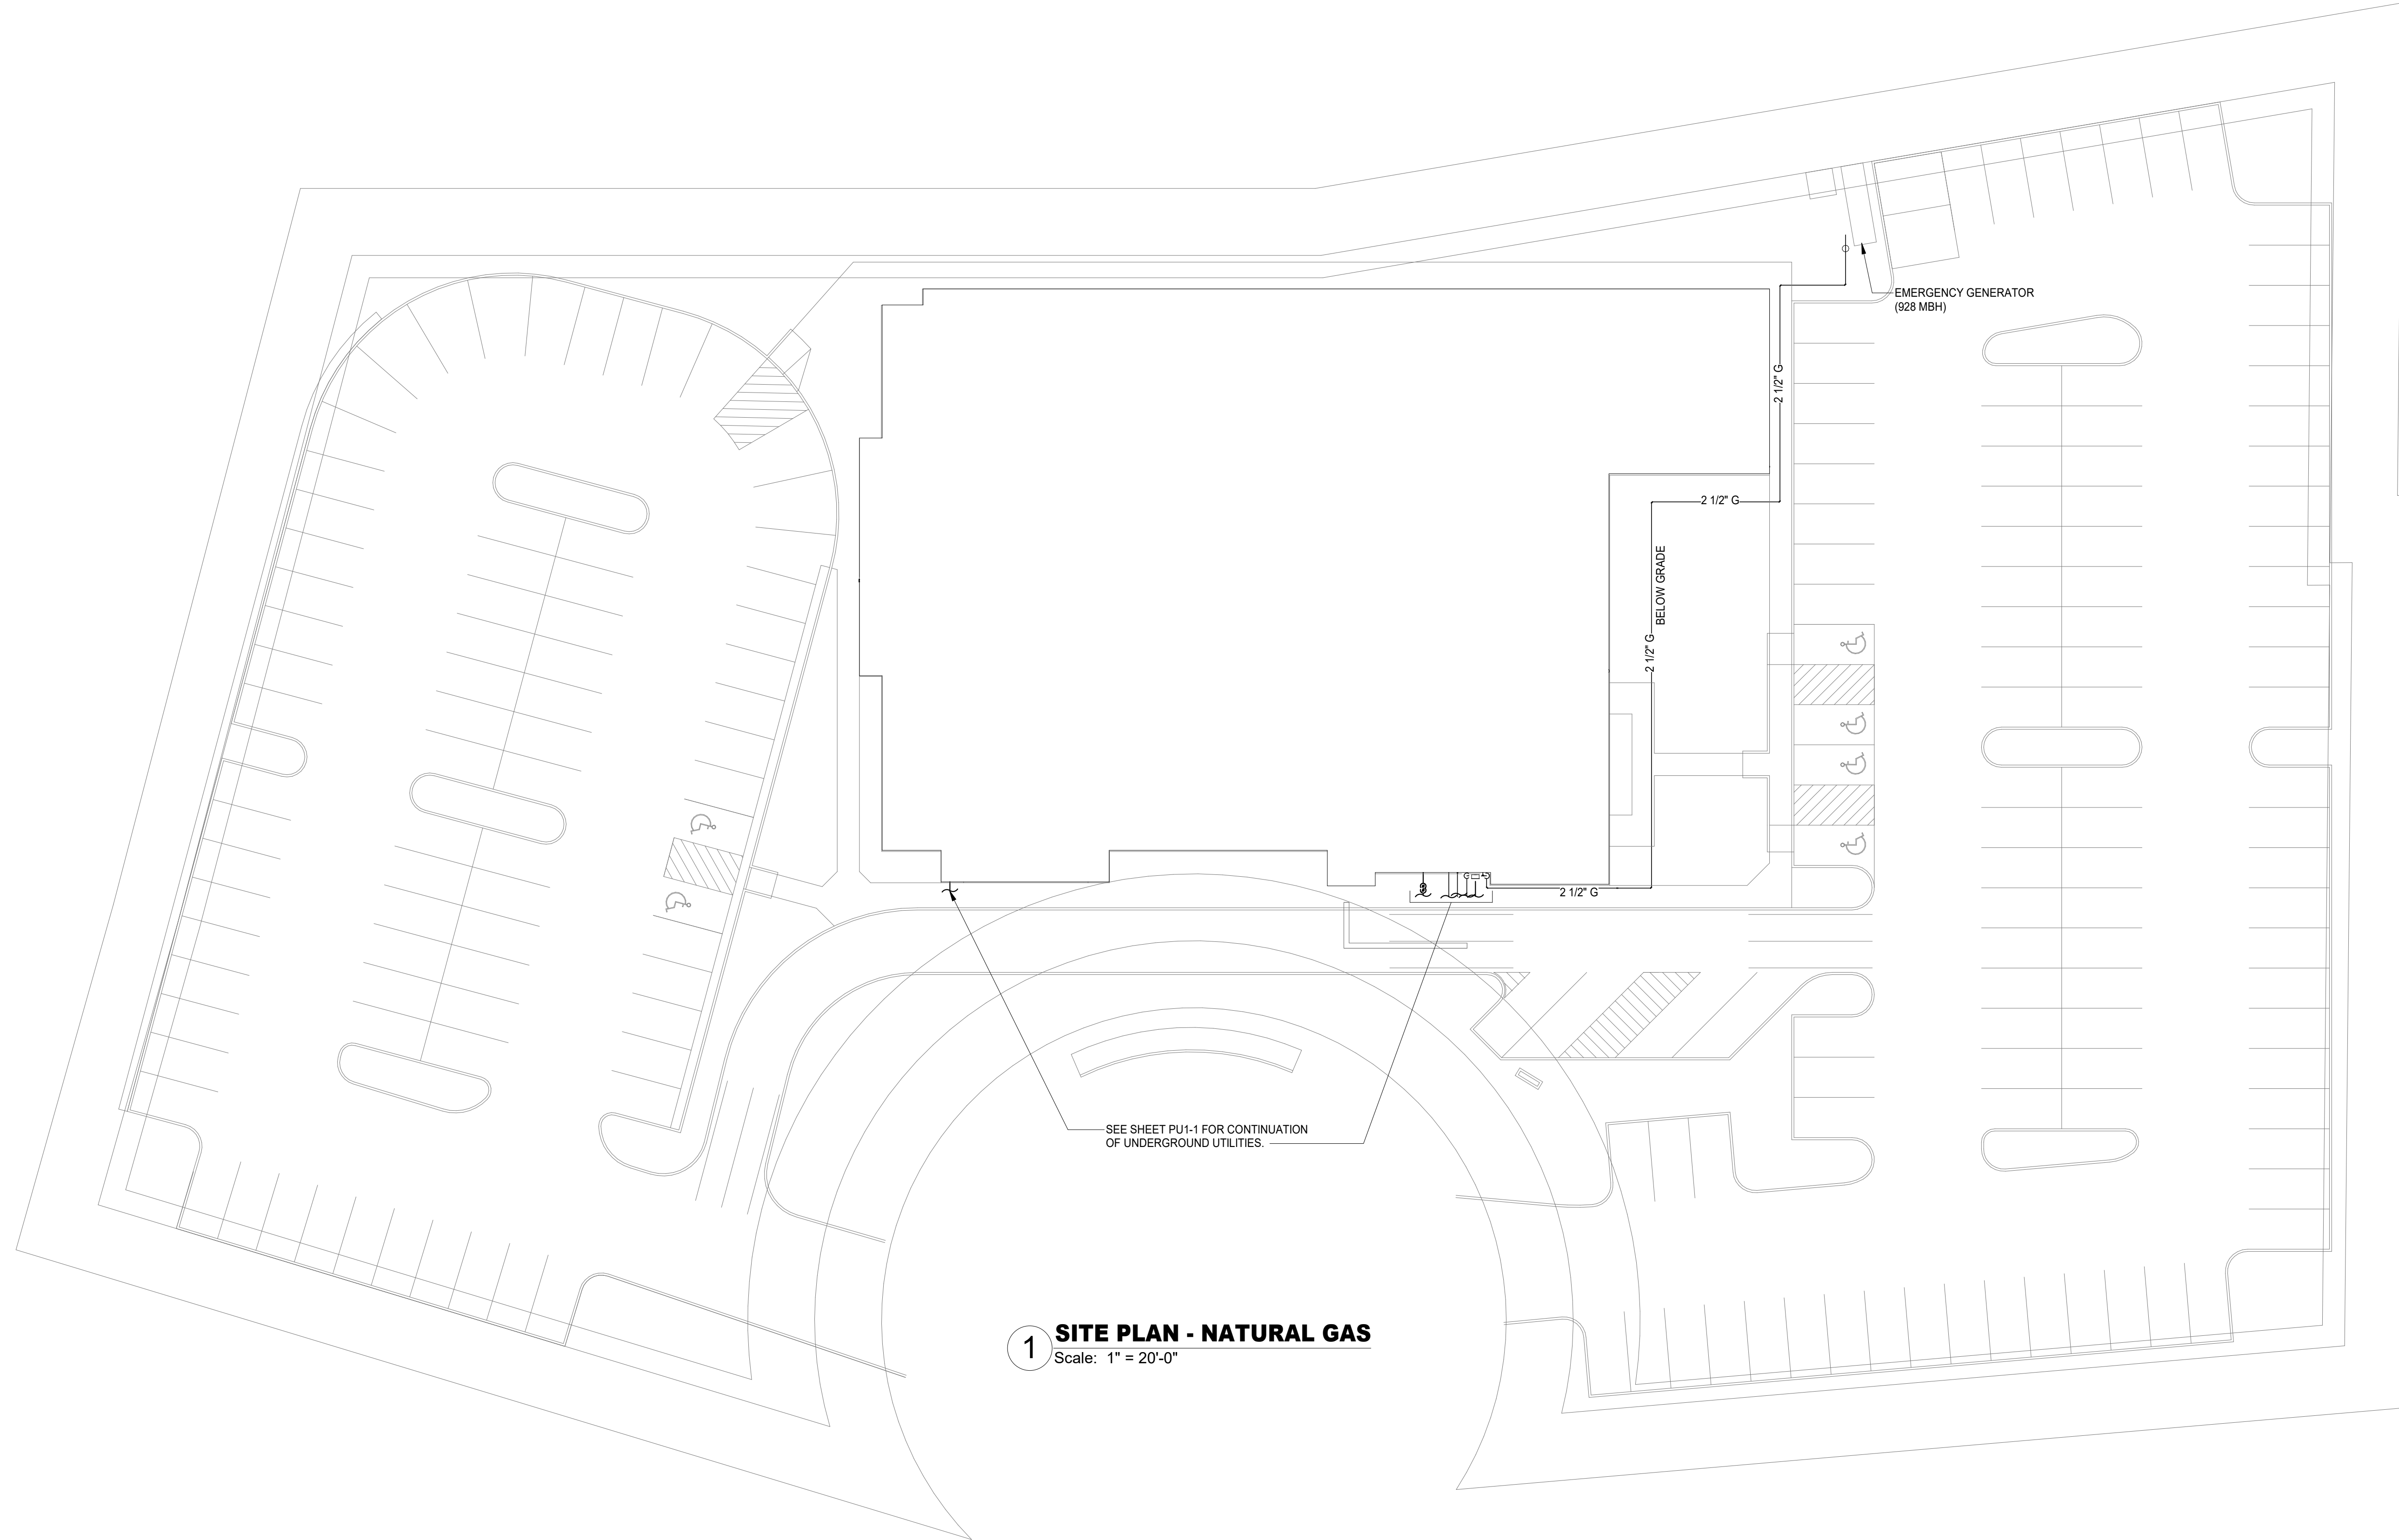 EMERGENCY GENERATOR
(928 MBH)
2 1/2" G
2 1/2" G
BELOW GRADE
2 1/2" G
G
2 1/2" G
SEE SHEET PU1-1 FOR CONTINUATION
OF UNDERGROUND UTILITIES.
1
SITE PLAN - NATURAL GAS
Scale: 1" = 20'-0"